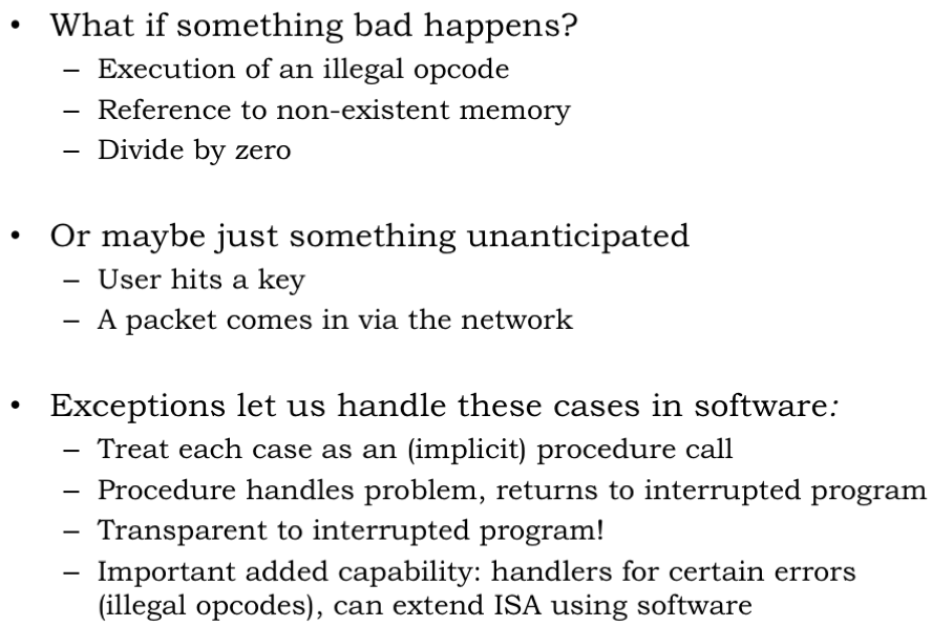 • What if something bad happens?
– Execution of an illegal opcode
– Reference to non-existent memory
– Divide by zero
• Or maybe just something unanticipated
– User hits a key
– A packet comes in via the network
• Exceptions let us handle these cases in software:
– Treat each case as an (implicit) procedure call
– Procedure handles problem, returns to interrupted program
– Transparent to interrupted program!
– Important added capability: handlers for certain errors
(illegal opcodes), can extend ISA using software